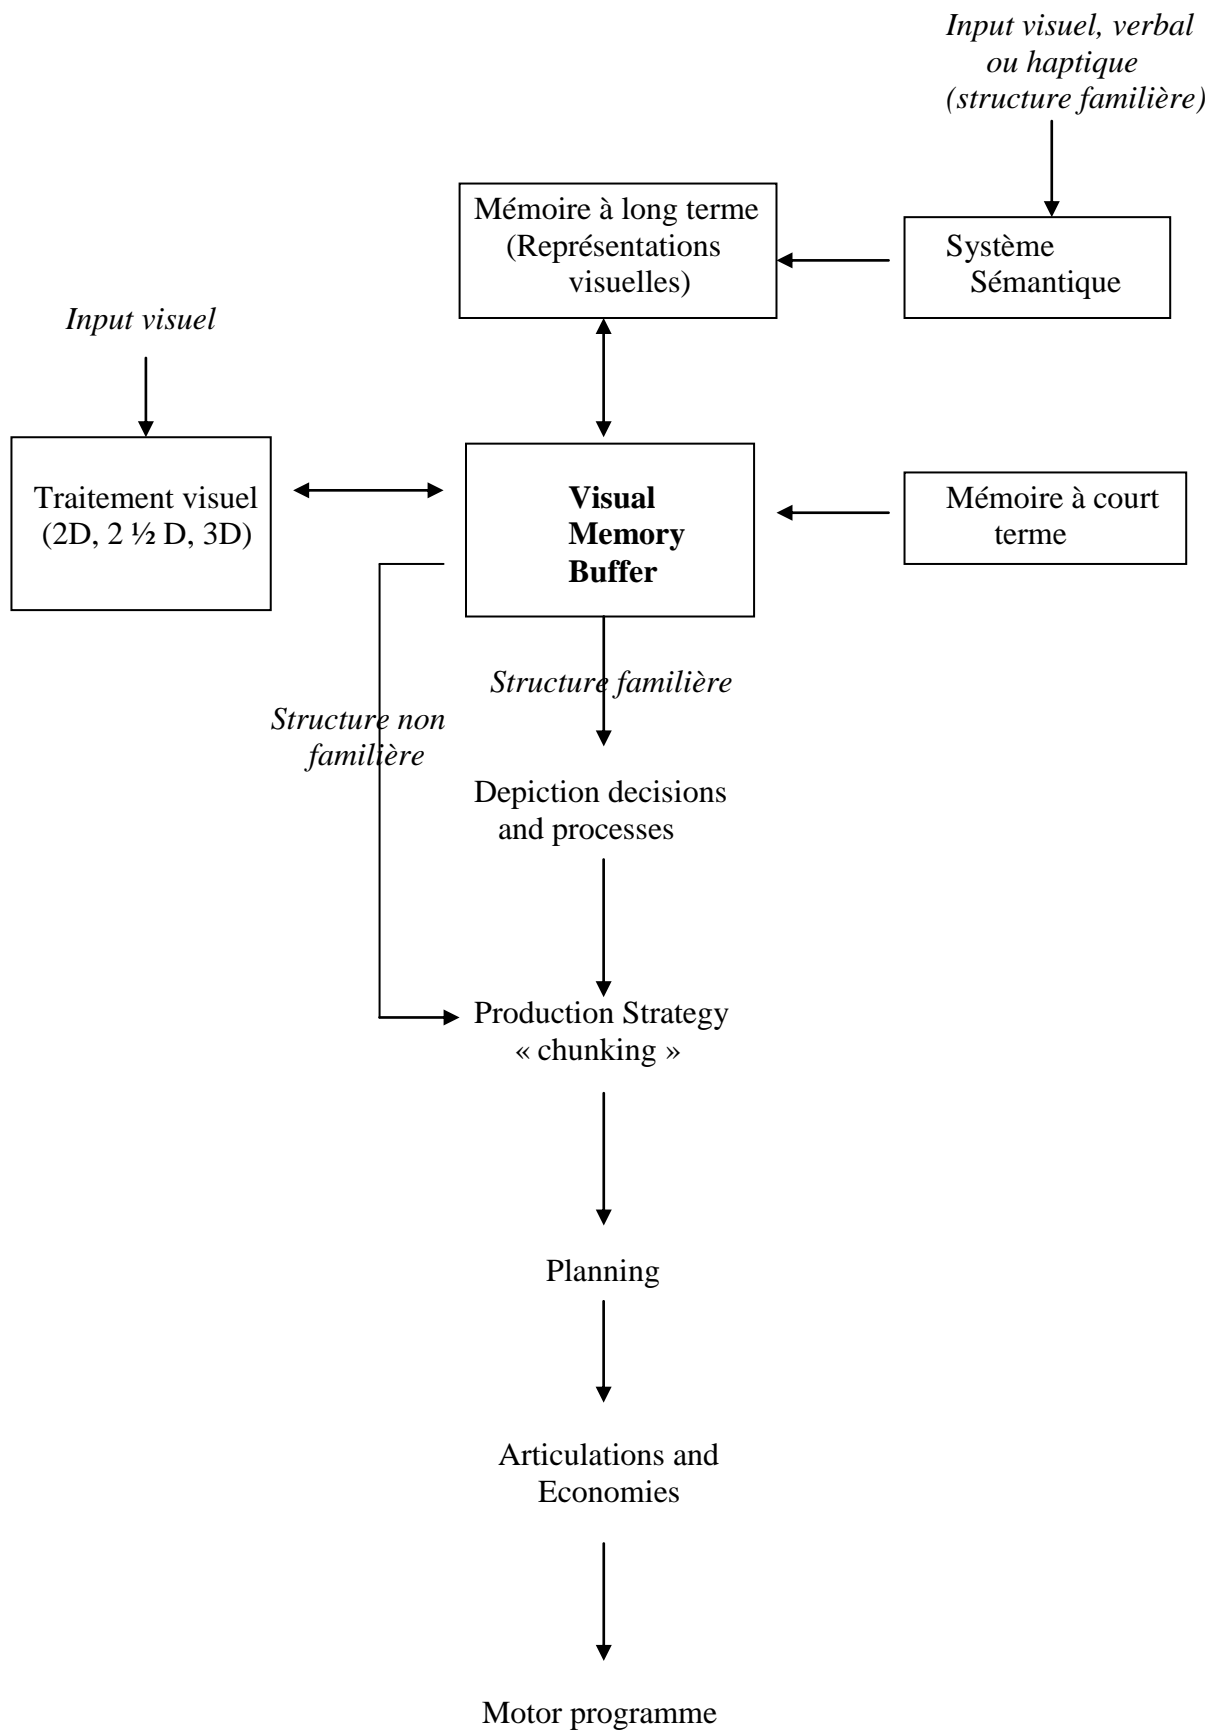 Input visuel, verbal
ou haptique
(structure familière)
Mémoire à long terme
(Représentations
visuelles)
Système
Sémantique
Input visuel
Traitement visuel
(2D, 2 ½ D, 3D)
Visual
Memory
Buffer
Mémoire à court
terme
Structure familière
Structure non
familière
Depiction decisions
and processes
Production Strategy
« chunking »
Planning
Articulations and
Economies
Motor programme